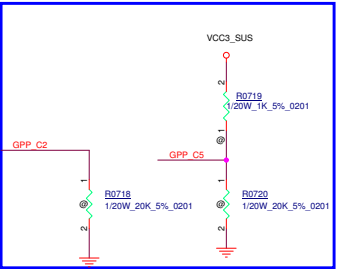 VCC3_SUS
2
R0719
1/20W_1K_5%_0201
@
1
GPP_C2
GPP_C5
1
R0718
@
1/20W_20K_5%_0201
2
1
R0720
@
1/20W_20K_5%_0201
2